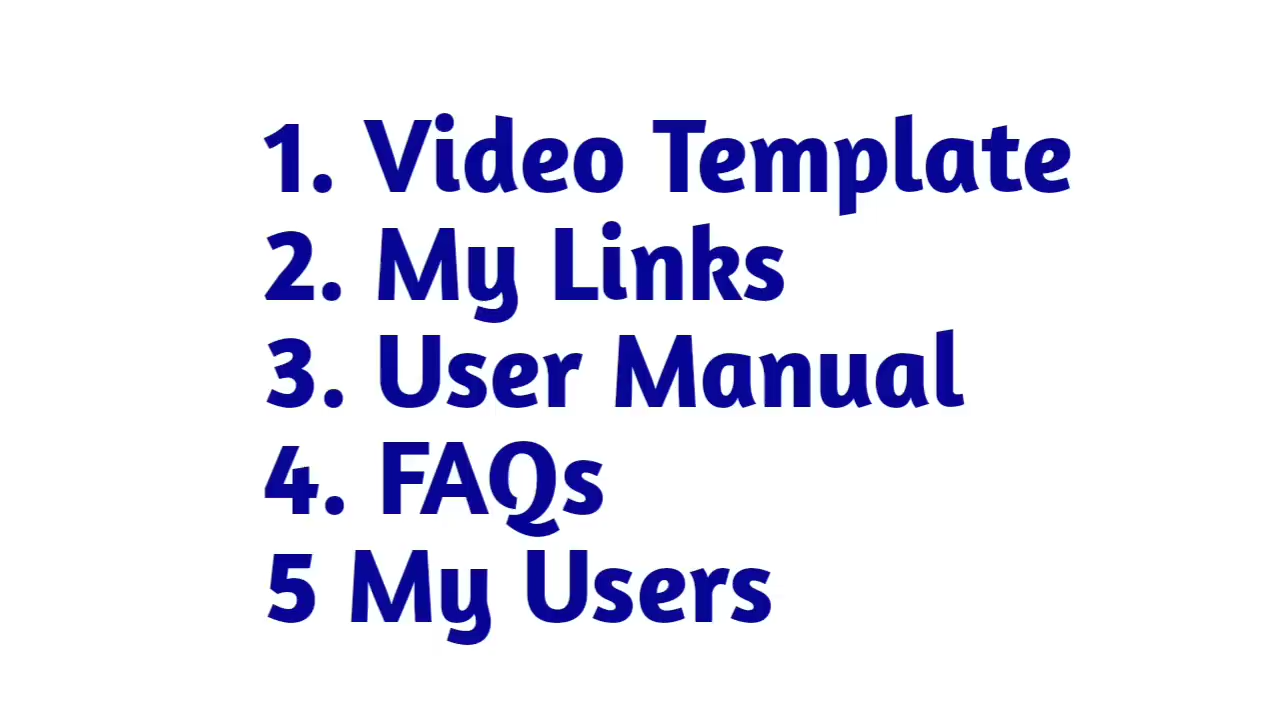 1. Video Template
2. My Links
3. User Manual
4. FAQs
5 My Users